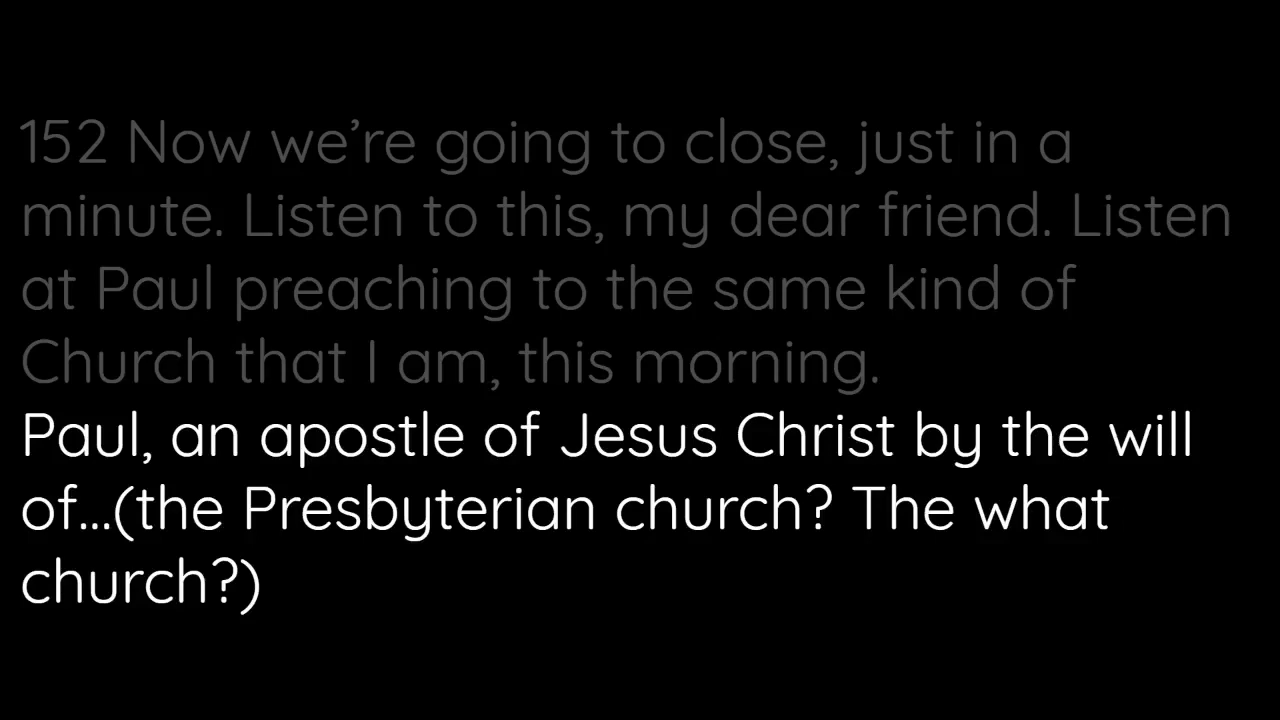 152 Now we’re going to close, just in a
minute. Listen to this, my dear friend. Listen
at Paul preaching to the same kind of
Church that I am, this morning.
Paul, an apostle of Jesus Christ by the will
of...(the Presbyterian church? The what
church?)